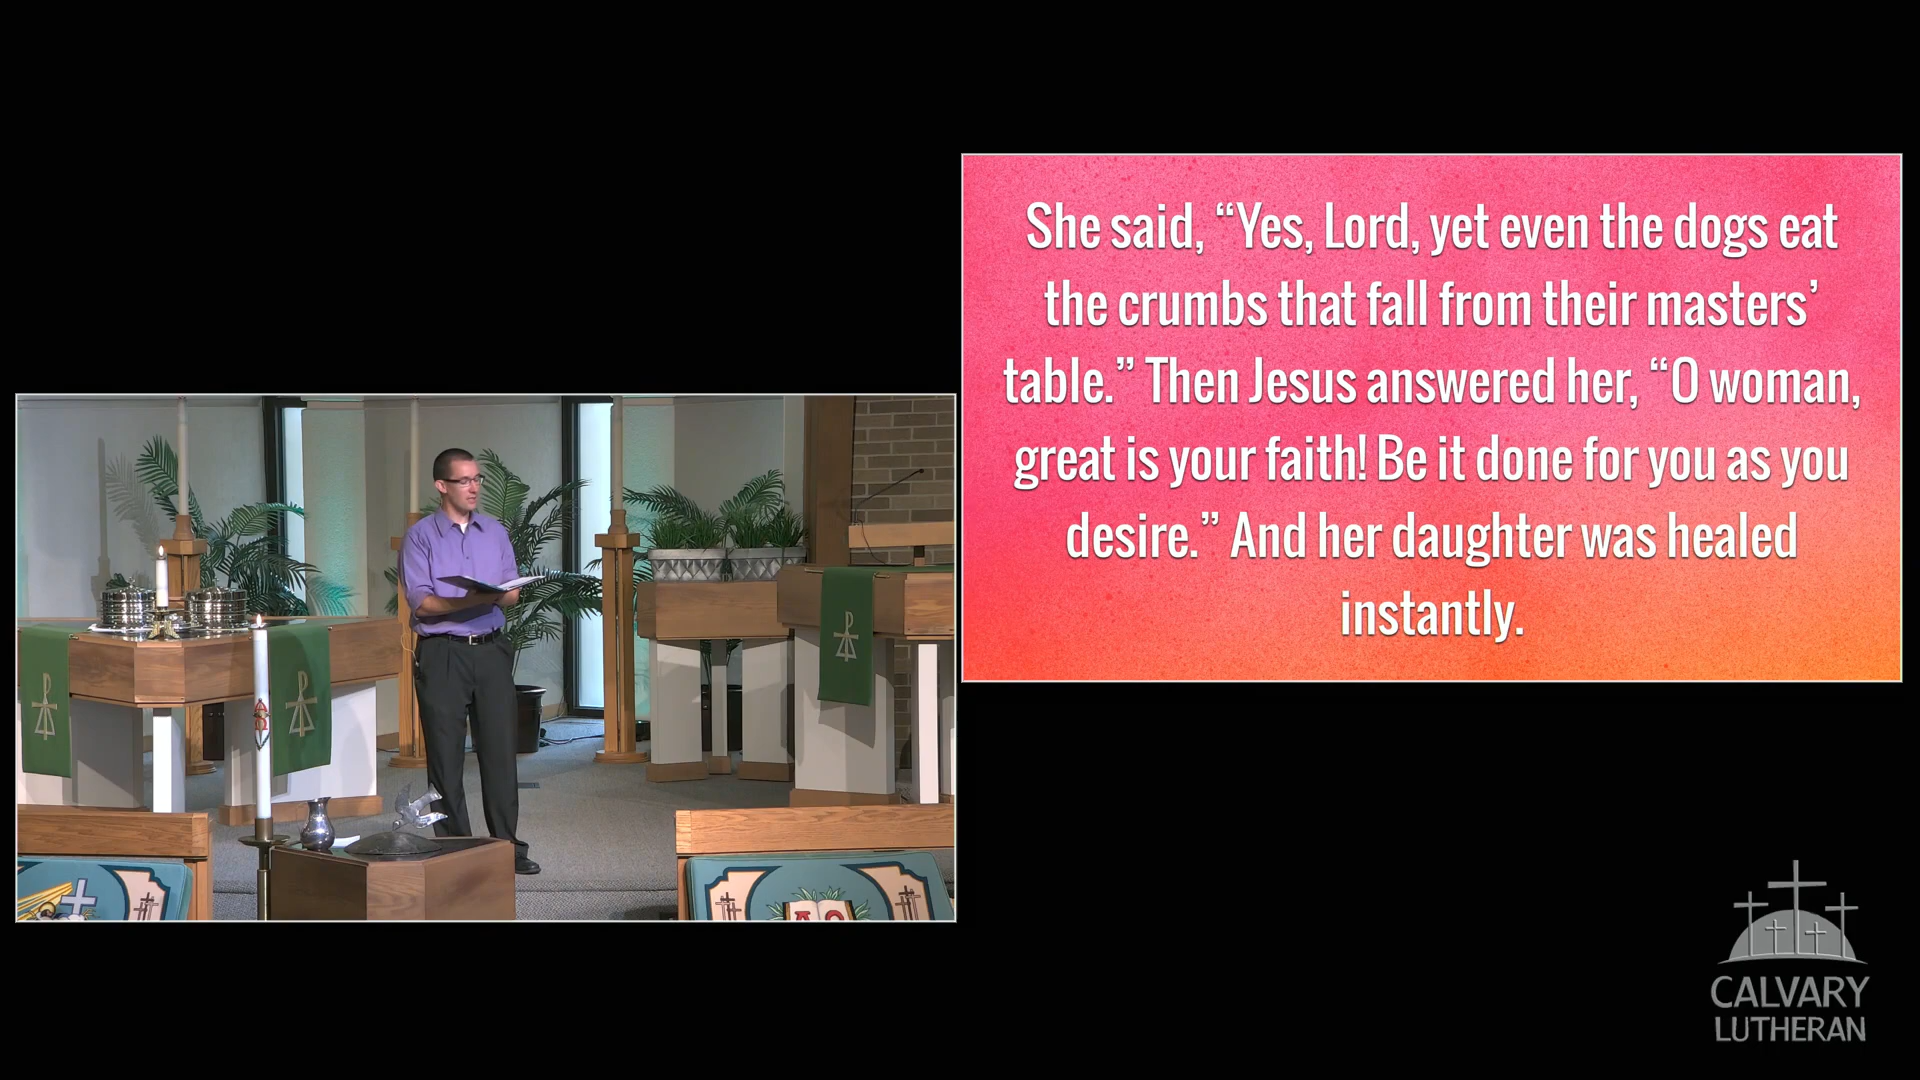 She said, “Yes, Lord, yet even the dogs eat
the crumbs that fall from their masters’
table.” Then Jesus answered her, “O woman,
great is your faith! Be it done for you as you
desire.” And her daughter was healed
instantly.
CALVARY
LUTHERAN